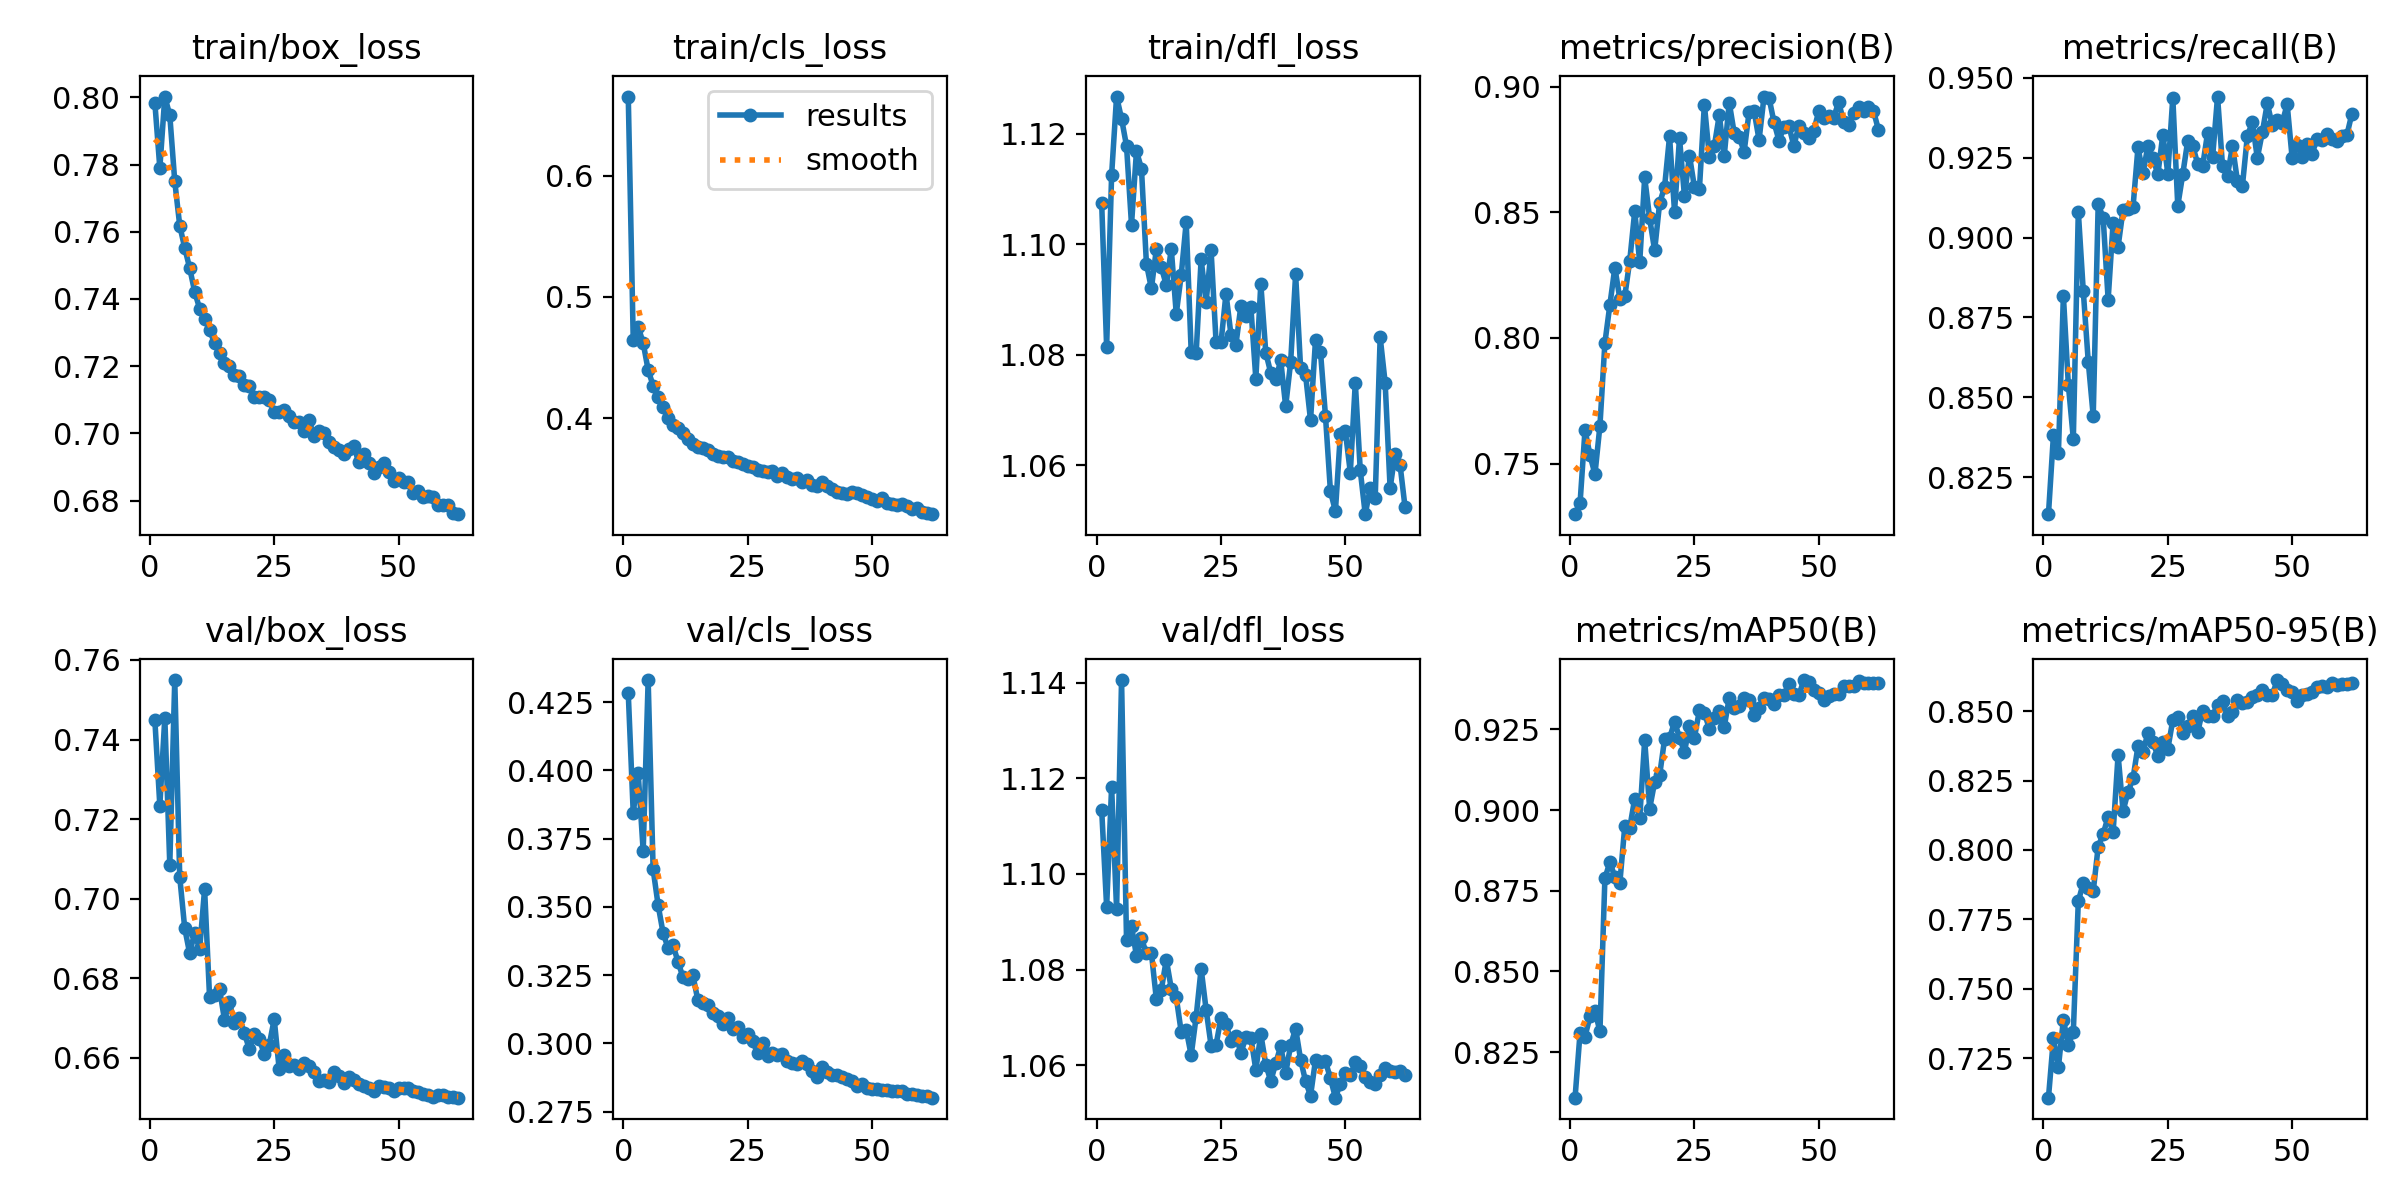 train/box_loss
0.80
0.78
0.76
0.74
0.72
0.70
0.68
0 25 50
train/cls_loss
results
smooth
0.6
0.5
0.4
0 25 50
train/dfl_loss
1.12
1.10
1.08
1.06
0 25 50
metrics/precision(B)
0.90
0.85
0.80
0.75
0 25 50
metrics/recall(B)
0.950
0.925
0.900
0.875
0.850
0.825
0 25 50
val/box_loss
0.76
0.74
0.72
0.70
0.68
0.66
0 25 50
val/cls_loss
0.425
0.400
0.375
0.350
0.325
0.300
0.275
0 25 50
val/dfl_loss
1.14
1.12
1.10
1.08
1.06
0 25 50
metrics/mAP50(B)
0.925
0.900
0.875
0.850
0.825
0 25 50
metrics/mAP50-95(B)
0.850
0.825
0.800
0.775
0.750
0.725
0 25 50